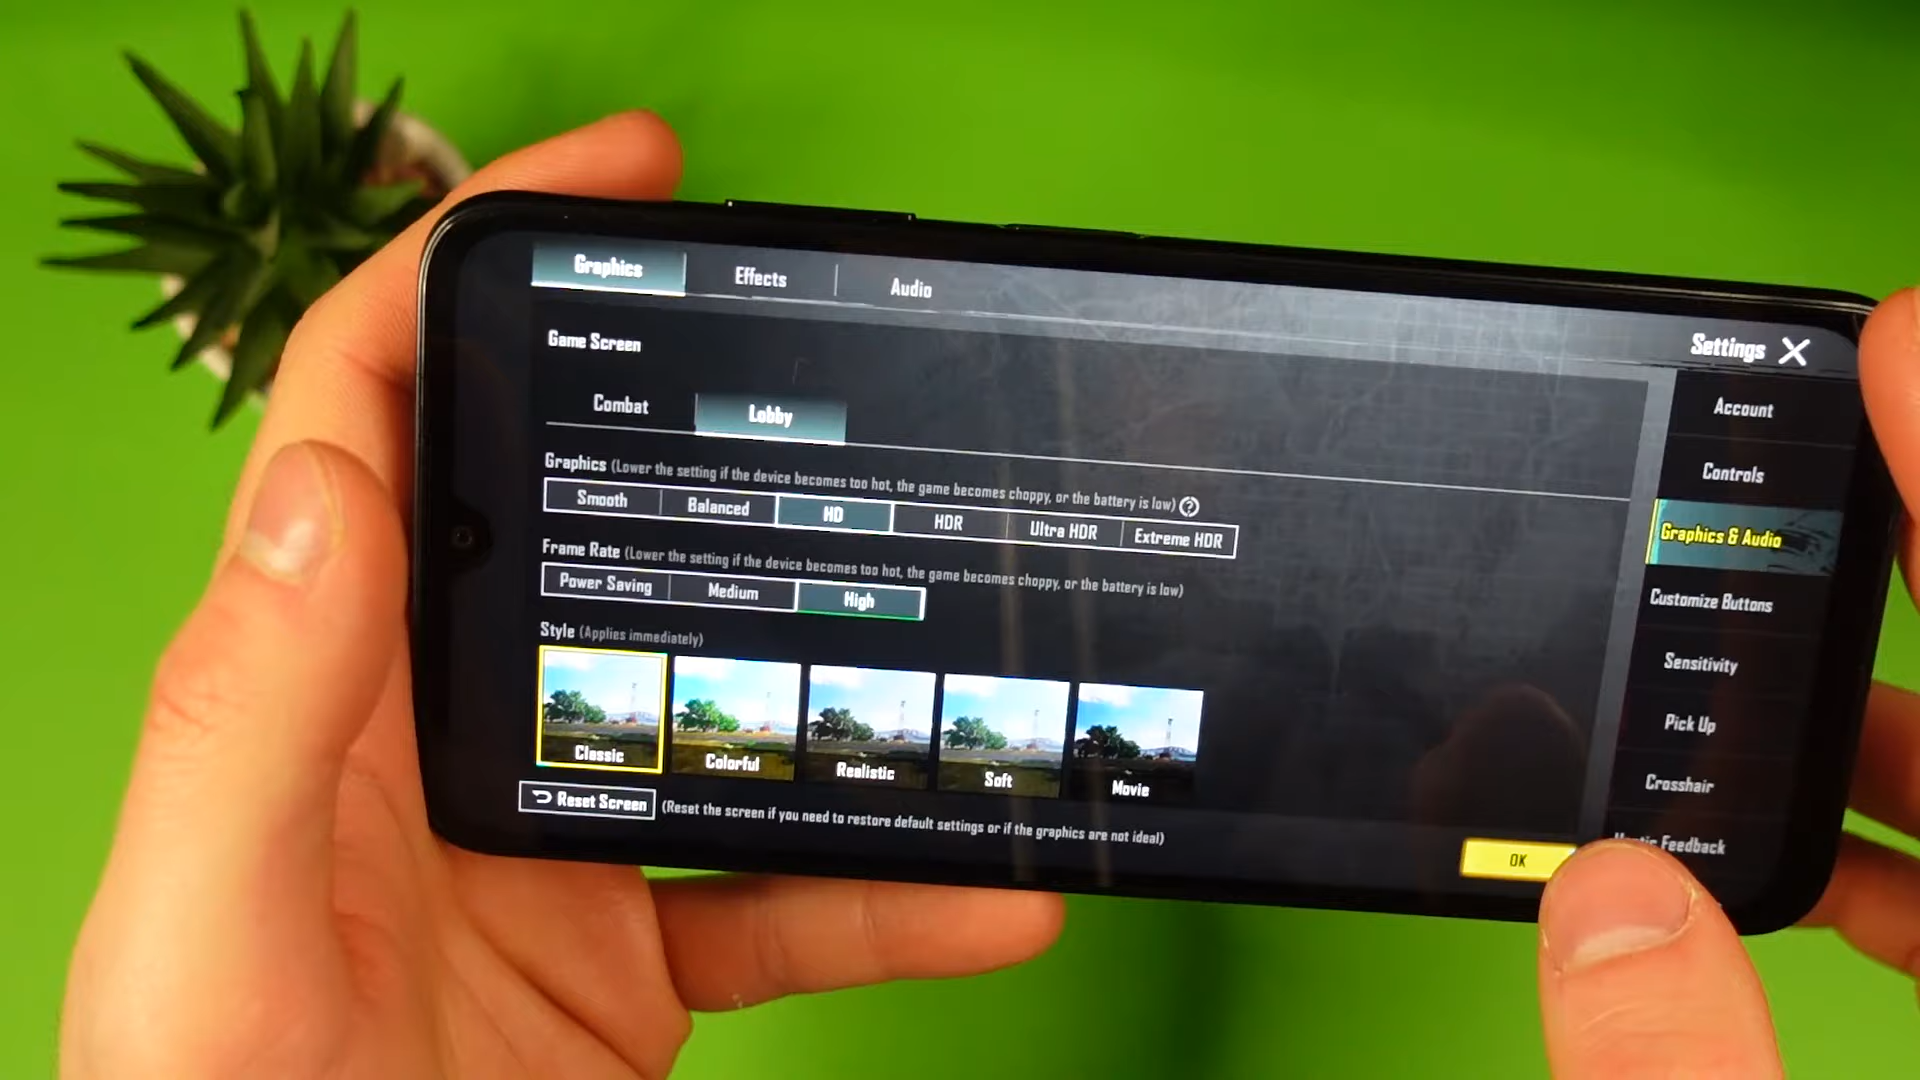 Graphics Effects Audio
Settings
Game Screen
Combat Lobby
Graphics (Lower the setting if the device becomes too hot, the game becomes choppy, or the battery is low)
Smooth Balanced HD HDR Ultra HDR Extreme HDR
Frame Rate (Lower the setting if the device becomes too hot, the game becomes choppy, or the battery is low)
Power Saving Medium High
Style (Applies immediately)
Classic Colorful Realistic Soft Movie
Reset Screen (Reset the screen if you need to restore default settings or if the graphics are not ideal)
OK
Account
Controls
Graphics & Audio
Customize Buttons
Sensitivity
Pick Up
Crosshair
Feedback